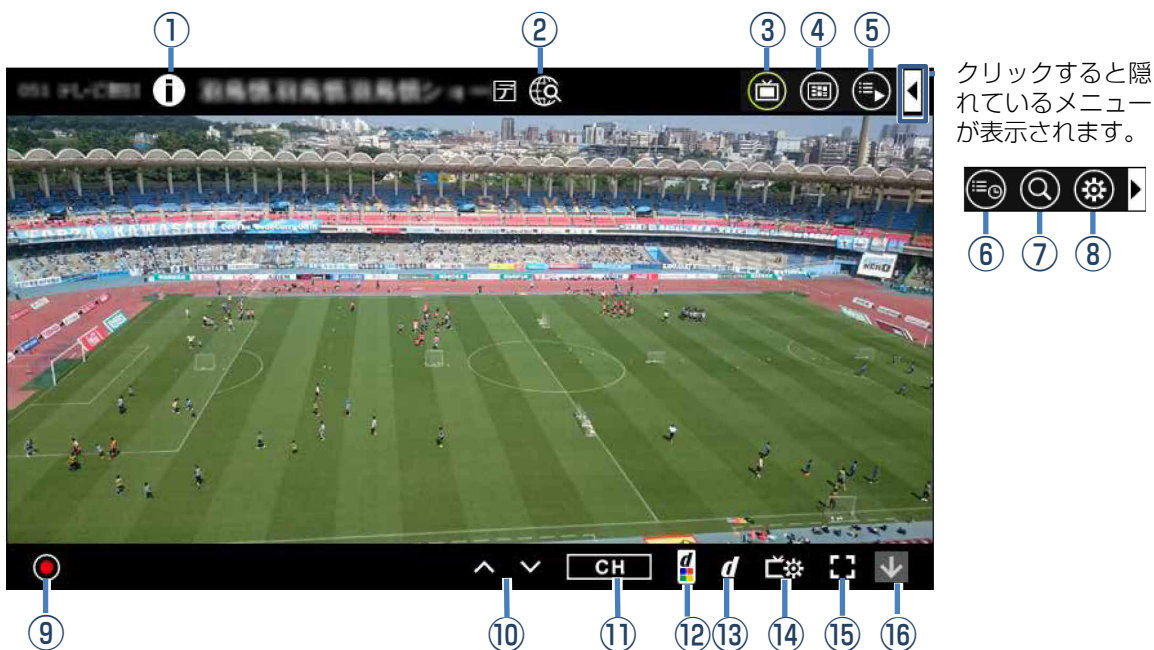 ① ② ③ ④ ⑤
デ
クリックすると隠
れているメニュー
が表示されます。
⑥ ⑦ ⑧
KAWASAKI
CH d d
⑨ ⑩ ⑪ ⑫ ⑬ ⑭ ⑮ ⑯